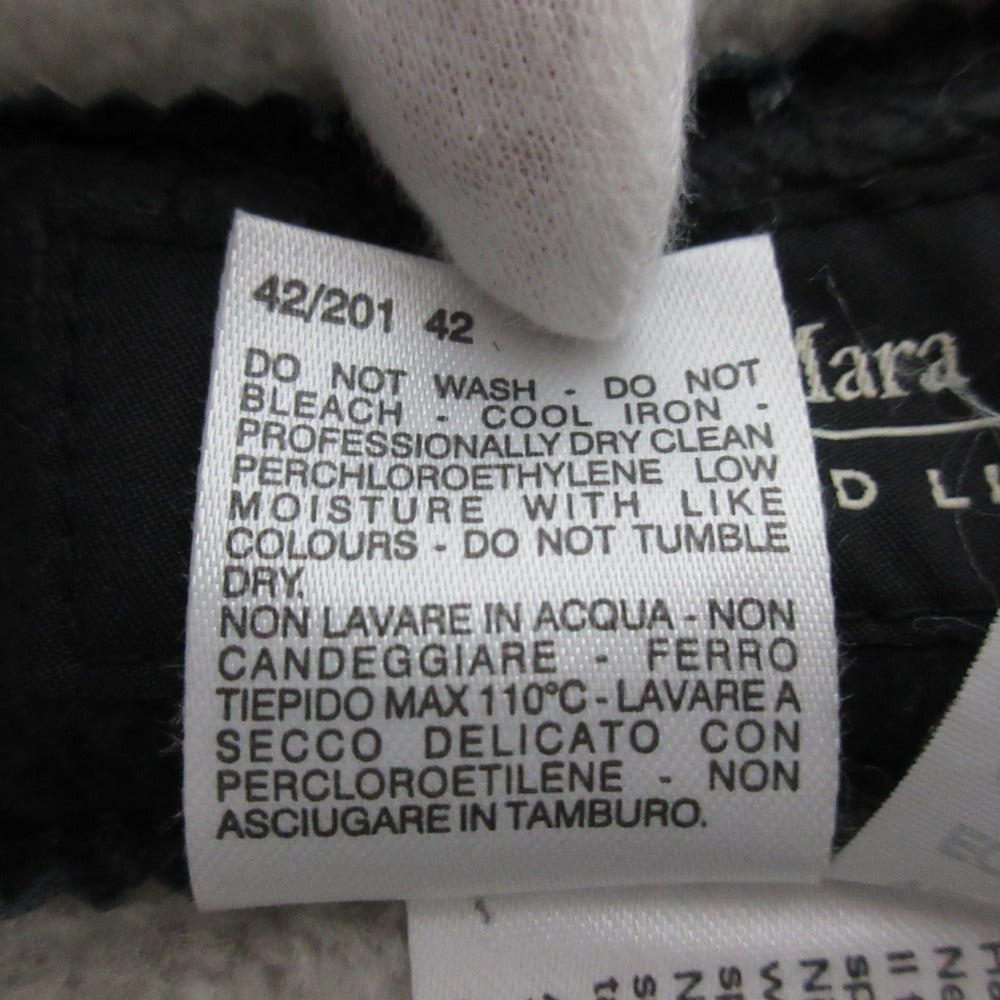 42/201 42
DO NOT WASH - DO NOT
BLEACH - COOL IRON -
PROFESSIONALLY DRY CLEAN
PERCHLOROETHYLENE LOW
MOISTURE WITH LIKE
COLOURS - DO NOT TUMBLE
DRY.
NON LAVARE IN ACQUA - NON
CANDEGGIARE - FERRO
TIEPIDO MAX 110°C - LAVARE A
SECCO DELICATO CON
PERCLOROETILENE - NON
ASCIUGARE IN TAMBURO.
Mara
D LI